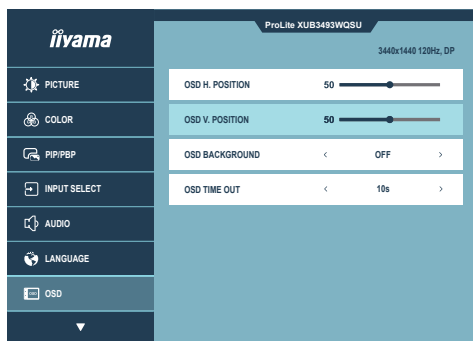 iiyama
ProLite XUB3493WQSU
3440x1440 120Hz, DP
PICTURE
COLOR
PIP/PBP
INPUT SELECT
AUDIO
LANGUAGE
OSD
OSD H. POSITION 50
OSD V. POSITION 50
OSD BACKGROUND < OFF >
OSD TIME OUT < 10s >